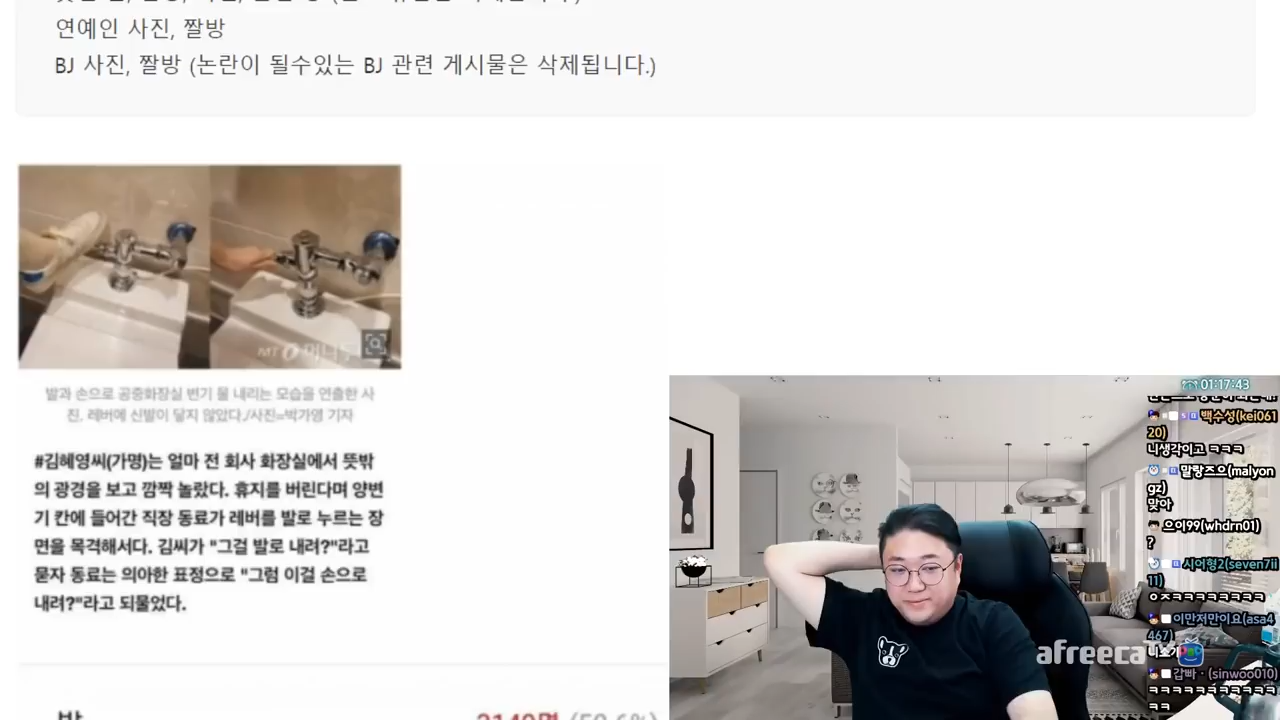 연예인 사진, 짤방
BJ 사진, 짤방 (논란이 될수있는 BJ 관련 게시물은 삭제됩니다.)
발과 손으로 공중화장실 변기 물 내리는 모습을 연출한 사
진. 레버에 신발이 닿지 않았다./사진=박가영 기자
#김혜영씨(가명)는 얼마 전 회사 화장실에서 뜻밖
의 광경을 보고 깜짝 놀랐다. 휴지를 버린다며 양변
기 칸에 들어간 직장 동료가 레버를 발로 누르는 장
면을 목격해서다. 김씨가 "그걸 발로 내려?"라고
묻자 동료는 의아한 표정으로 "그럼 이걸 손으로
내려?"라고 되물었다.
01:17:43
백수성(kei061
20)
니생각이고 ㅋㅋㅋ
말랑즈으(malyon
gz)
맞아
으이99(whdrn01)
?
시어형2(seven7ii
11)
ㅇㅈㅋㅋㅋㅋㅋㅋㅋㅋㅋ
이만저만이요(asa4
467)
afreeca
갑빠 · (sinwoo010)
ㅋㅋㅋㅋㅋㅋㅋㅋㅋㅋㅋ
ㅋㅋ